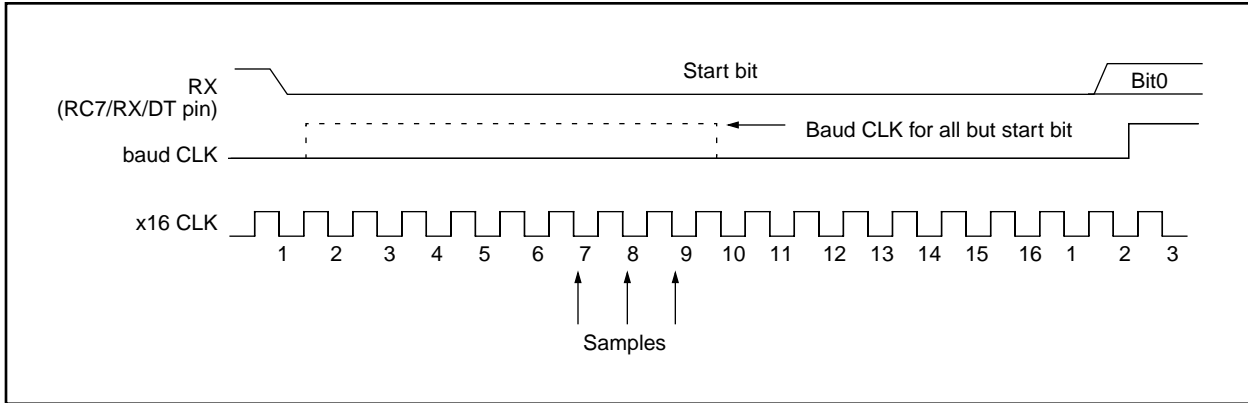 Start bit
RX
(RC7/RX/DT pin)
Bit0
Baud CLK for all but start bit
baud CLK
x16 CLK
1 2 3 4 5 6 7 8 9 10 11 12 13 14 15 16 1 2 3
Samples